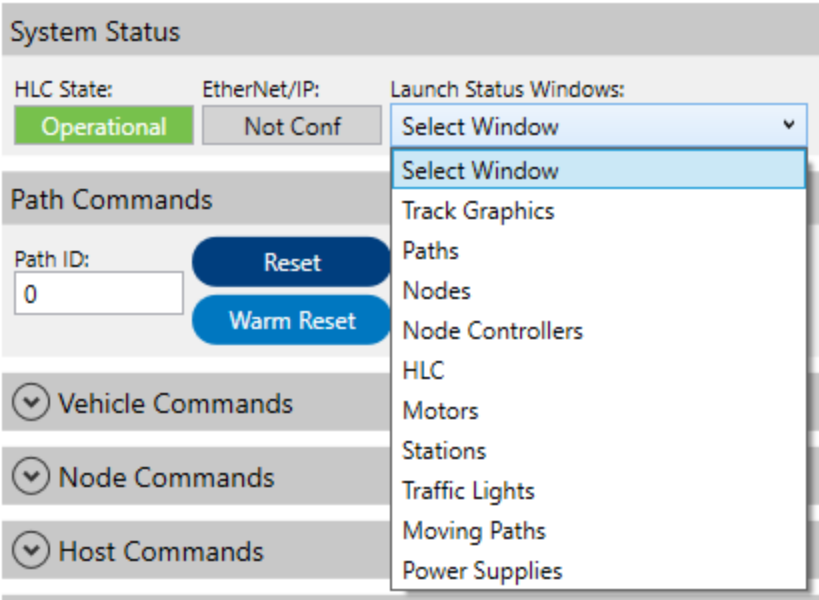 System Status
HLC State:
EtherNet/IP:
Launch Status Windows:
Operational
Not Conf
Select Window
Select Window
Track Graphics
Paths
Nodes
Node Controllers
HLC
Motors
Stations
Traffic Lights
Moving Paths
Power Supplies
Path Commands
Path ID:
0
Reset
Warm Reset
Vehicle Commands
Node Commands
Host Commands